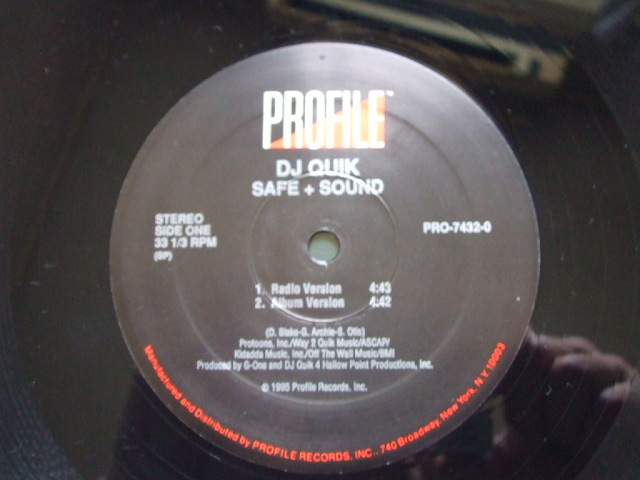 PROFILE™
DJ QUIK
SAFE + SOUND
STEREO
SIDE ONE
33 1/3 RPM
(SP)
PRO-7432-0
1. Radio Version 4:43
2. Album Version 4:42
(D. Blake-G. Archie-S. Otis)
Protoons, Inc./Way 2 Quik Music/ASCAP/
Kidadda Music, Inc./Off The Wall Music/BMI
Produced by G-One and DJ Quik 4 Hallow Point Productions, Inc.
© 1995 Profile Records, Inc.
Manufactured and Distributed by PROFILE RECORDS, INC., 740 Broadway, New York, N Y 10003